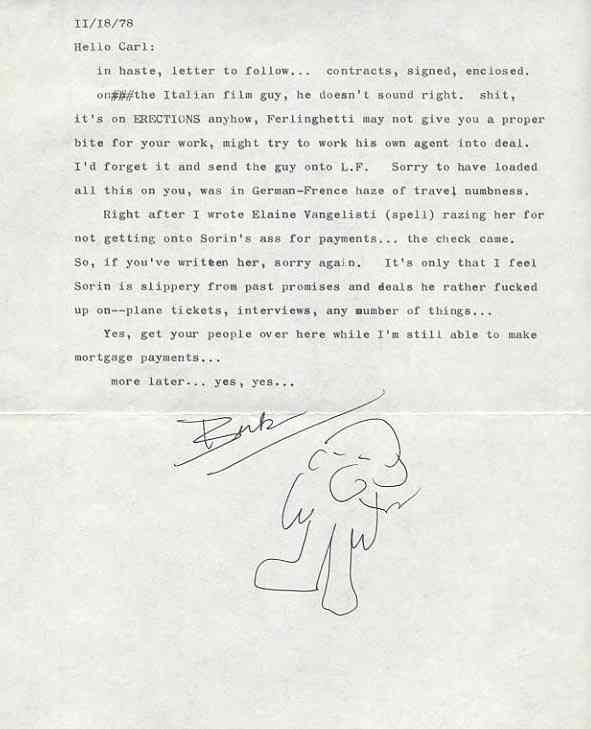 11/18/78
Hello Carl:
in haste, letter to follow... contracts, signed, enclosed.
on###the Italian film guy, he doesn't sound right. shit,
it's on ERECTIONS anyhow, Ferlinghetti may not give you a proper
bite for your work, might try to work his own agent into deal.
I'd forget it and send the guy onto L.F. Sorry to have loaded
all this on you, was in German-Frence haze of travel numbness.
Right after I wrote Elaine Vangelisti (spell) razing her for
not getting onto Sorin's ass for payments... the check came.
So, if you've written her, sorry again. It's only that I feel
Sorin is slippery from past promises and deals he rather fucked
up on--plane tickets, interviews, any number of things...
Yes, get your people over here while I'm still able to make
mortgage payments...
more later... yes, yes...
Buk